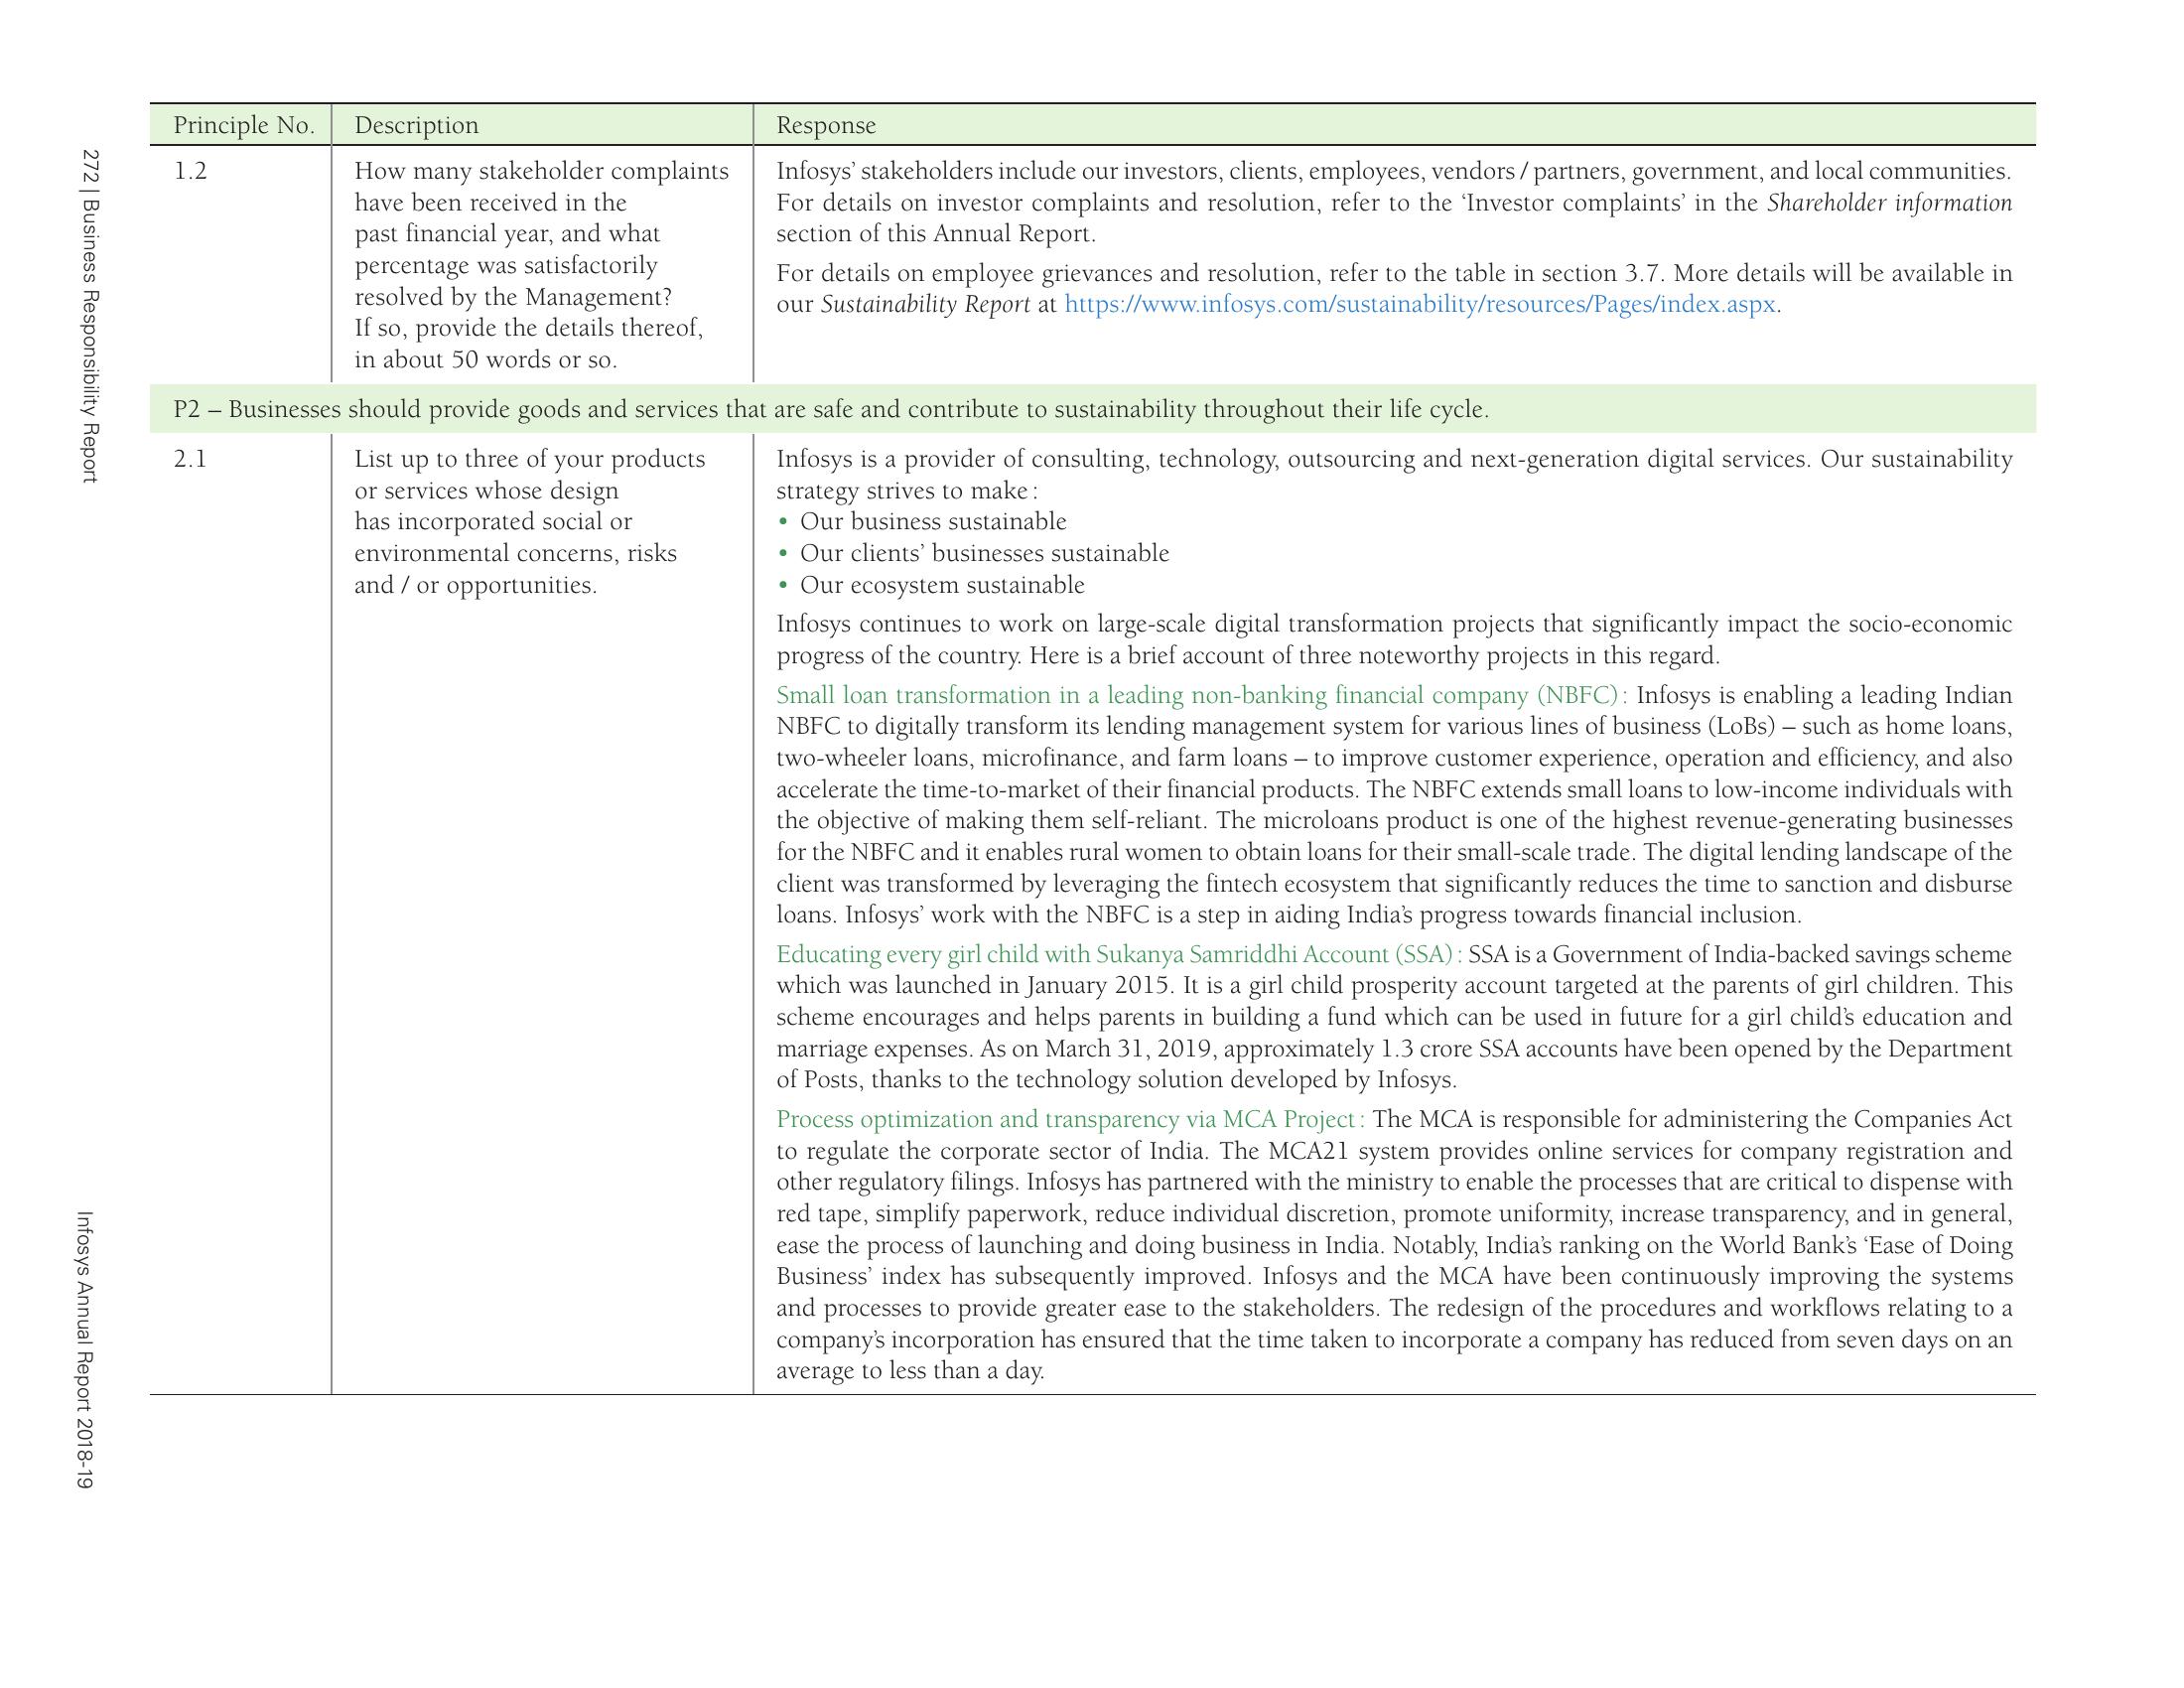 272 | Business Responsibility Report
Infosys Annual Report 2018-19
Principle No.
Description
Response
1.2
How many stakeholder complaints
have been received in the
past financial year, and what
percentage was satisfactorily
resolved by the Management?
If so, provide the details thereof,
in about 50 words or so.
Infosys’ stakeholders include our investors, clients, employees, vendors / partners, government, and local communities.
For details on investor complaints and resolution, refer to the ‘Investor complaints’ in the Shareholder information
section of this Annual Report.
For details on employee grievances and resolution, refer to the table in section 3.7. More details will be available in
our Sustainability Report at https://www.infosys.com/sustainability/resources/Pages/index.aspx.
P2 – Businesses should provide goods and services that are safe and contribute to sustainability throughout their life cycle.
2.1
List up to three of your products
or services whose design
has incorporated social or
environmental concerns, risks
and / or opportunities.
Infosys is a provider of consulting, technology, outsourcing and next-generation digital services. Our sustainability
strategy strives to make :
• Our business sustainable
• Our clients’ businesses sustainable
• Our ecosystem sustainable
Infosys continues to work on large-scale digital transformation projects that significantly impact the socio-economic
progress of the country. Here is a brief account of three noteworthy projects in this regard.
Small loan transformation in a leading non-banking financial company (NBFC) : Infosys is enabling a leading Indian
NBFC to digitally transform its lending management system for various lines of business (LoBs) – such as home loans,
two-wheeler loans, microfinance, and farm loans – to improve customer experience, operation and efficiency, and also
accelerate the time-to-market of their financial products. The NBFC extends small loans to low-income individuals with
the objective of making them self-reliant. The microloans product is one of the highest revenue-generating businesses
for the NBFC and it enables rural women to obtain loans for their small-scale trade. The digital lending landscape of the
client was transformed by leveraging the fintech ecosystem that significantly reduces the time to sanction and disburse
loans. Infosys’ work with the NBFC is a step in aiding India’s progress towards financial inclusion.
Educating every girl child with Sukanya Samriddhi Account (SSA) : SSA is a Government of India-backed savings scheme
which was launched in January 2015. It is a girl child prosperity account targeted at the parents of girl children. This
scheme encourages and helps parents in building a fund which can be used in future for a girl child’s education and
marriage expenses. As on March 31, 2019, approximately 1.3 crore SSA accounts have been opened by the Department
of Posts, thanks to the technology solution developed by Infosys.
Process optimization and transparency via MCA Project : The MCA is responsible for administering the Companies Act
to regulate the corporate sector of India. The MCA21 system provides online services for company registration and
other regulatory filings. Infosys has partnered with the ministry to enable the processes that are critical to dispense with
red tape, simplify paperwork, reduce individual discretion, promote uniformity, increase transparency, and in general,
ease the process of launching and doing business in India. Notably, India’s ranking on the World Bank’s ‘Ease of Doing
Business’ index has subsequently improved. Infosys and the MCA have been continuously improving the systems
and processes to provide greater ease to the stakeholders. The redesign of the procedures and workflows relating to a
company’s incorporation has ensured that the time taken to incorporate a company has reduced from seven days on an
average to less than a day.